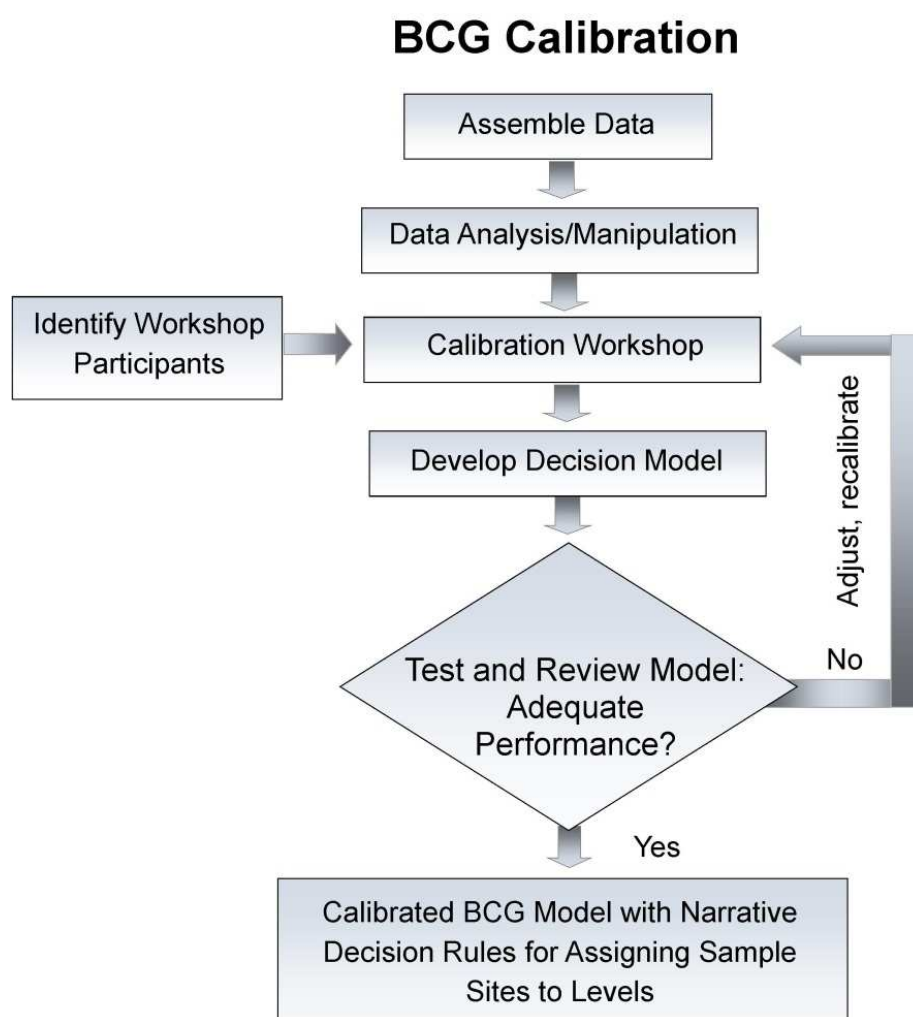 BCG Calibration
Assemble Data
Data Analysis/Manipulation
Identify Workshop
Participants
Calibration Workshop
Develop Decision Model
Adjust, recalibrate
Test and Review Model:
Adequate
Performance?
No
Yes
Calibrated BCG Model with Narrative
Decision Rules for Assigning Sample
Sites to Levels